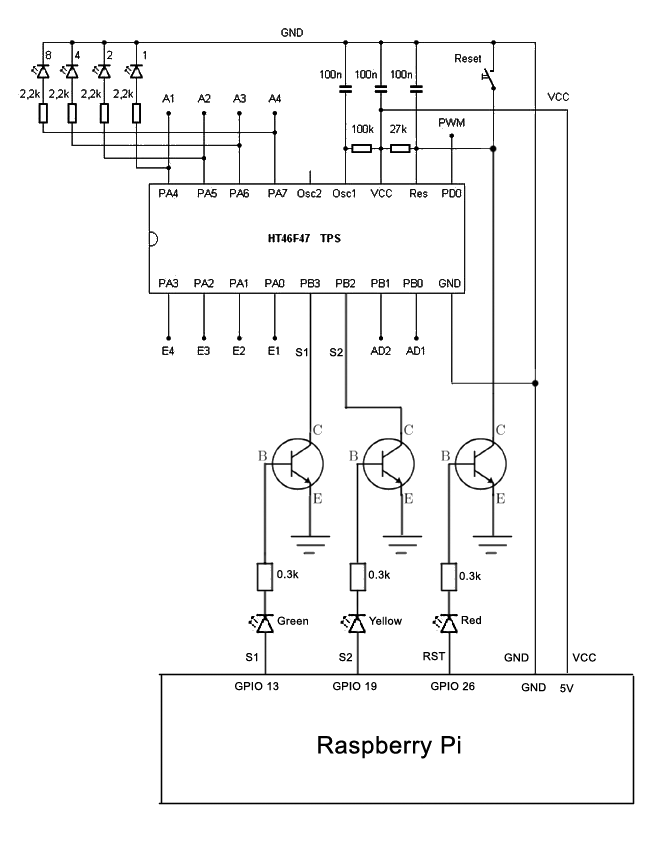 GND
8 4 2 1
100n 100n 100n Reset
2,2k 2,2k 2,2k 2,2k
A1 A2 A3 A4 VCC
PWM
100k 27k
PA4 PA5 PA6 PA7 Osc2 Osc1 VCC Res PD0
HT46F47 TPS
PA3 PA2 PA1 PA0 PB3 PB2 PB1 PB0 GND
E4 E3 E2 E1 S1 S2 AD2 AD1
C C C
B B B
E E E
0.3k 0.3k 0.3k
Green Yellow Red
S1 S2 RST GND VCC
GPIO 13 GPIO 19 GPIO 26 GND 5V
Raspberry Pi